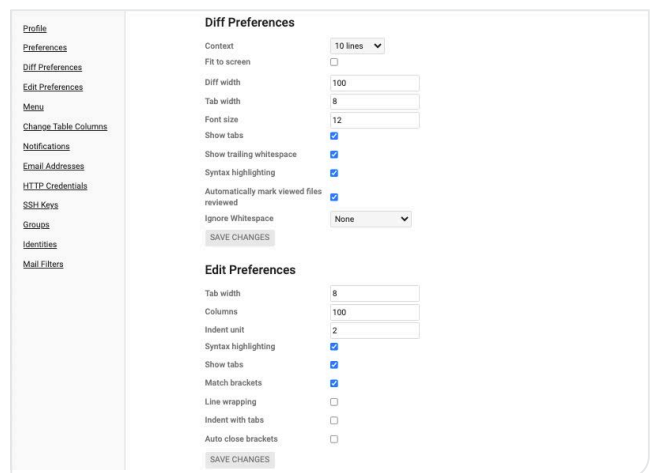 Profile
Preferences
Diff Preferences
Edit Preferences
Menu
Change Table Columns
Notifications
Email Addresses
HTTP Credentials
SSH Keys
Groups
Identities
Mail Filters
Diff Preferences
Context 10 lines
Fit to screen
Diff width 100
Tab width 8
Font size 12
Show tabs
Show trailing whitespace
Syntax highlighting
Automatically mark viewed files
reviewed
Ignore Whitespace None
SAVE CHANGES
Edit Preferences
Tab width 8
Columns 100
Indent unit 2
Syntax highlighting
Show tabs
Match brackets
Line wrapping
Indent with tabs
Auto close brackets
SAVE CHANGES